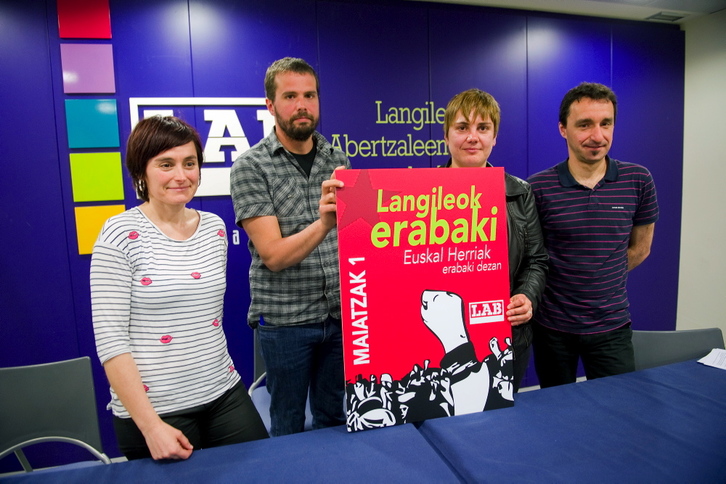 LAB
Langile
Abertzaleen
Langileok
erabaki
Euskal Herriak
erabaki dezan
MAIATZAK 1
LAB